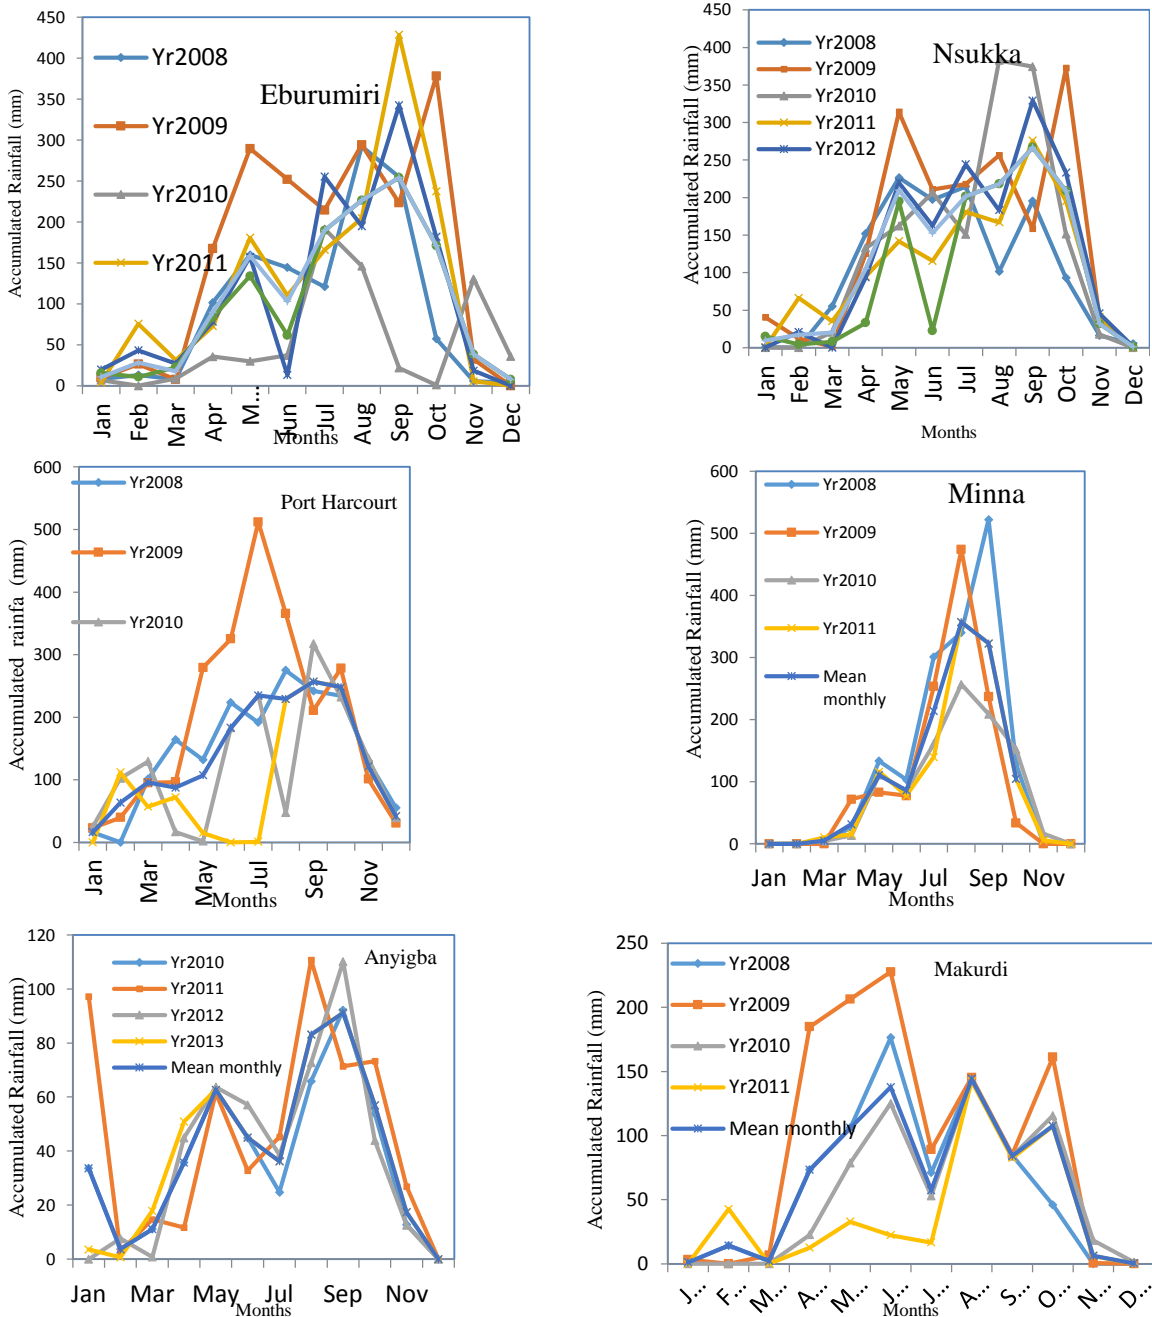 Eburumiri
Accumulated Rainfall (mm)
450
400
350
300
250
200
150
100
50
0
Yr2008
Yr2009
Yr2010
Yr2011
Jan
Feb
Mar
Apr
M...
Jun
Jul
Aug
Sep
Oct
Nov
Dec
Months
Nsukka
Accumulated Rainfall (mm)
450
400
350
300
250
200
150
100
50
0
Yr2008
Yr2009
Yr2010
Yr2011
Yr2012
Jan
Feb
Mar
Apr
May
Jun
Jul
Aug
Sep
Oct
Nov
Dec
Months
Port Harcourt
Accumulated rainfa (mm)
600
500
400
300
200
100
0
Yr2008
Yr2009
Yr2010
Jan
Mar
May
Jul
Sep
Nov
Months
Minna
Accumulated Rainfall (mm)
600
500
400
300
200
100
0
Yr2008
Yr2009
Yr2010
Yr2011
Mean
monthly
Jan
Mar
May
Jul
Sep
Nov
Months
Anyigba
Accumulated Rainfall (mm)
120
100
80
60
40
20
0
Yr2010
Yr2011
Yr2012
Yr2013
Mean monthly
Jan
Mar
May
Jul
Sep
Nov
Months
Makurdi
Accumulated Rainfall (mm)
250
200
150
100
50
0
Yr2008
Yr2009
Yr2010
Yr2011
Mean monthly
J...
F...
M...
A...
M...
J...
J...
A...
S...
O...
N...
D...
Months